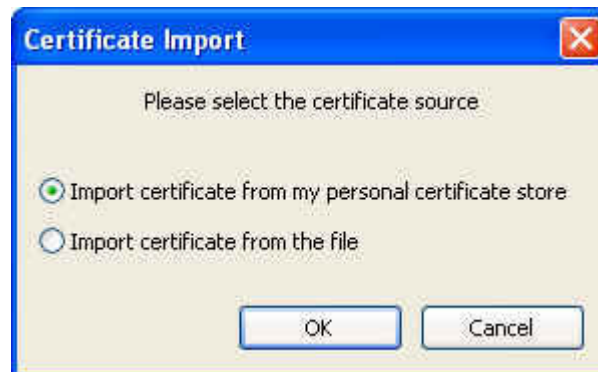 Certificate Import
Please select the certificate source
Import certificate from my personal certificate store
Import certificate from the file
OK Cancel